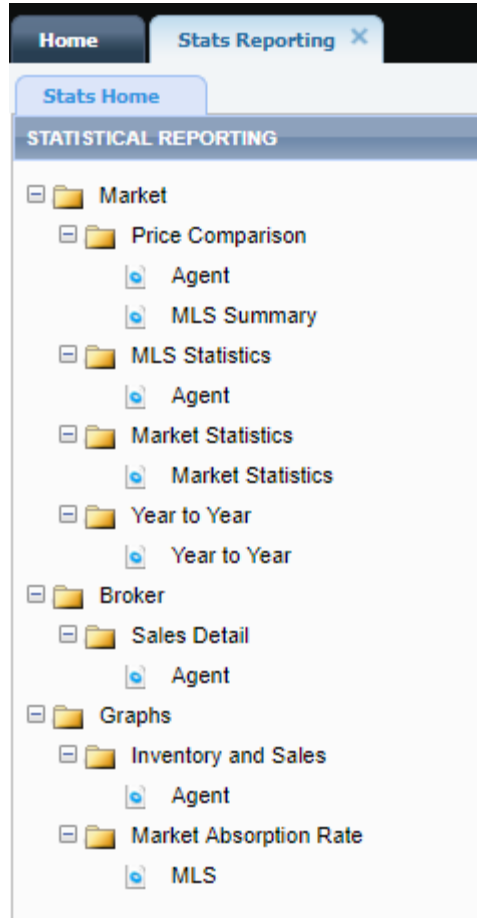 Home
Stats Reporting
Stats Home
STATISTICAL REPORTING
Market
Price Comparison
Agent
MLS Summary
MLS Statistics
Agent
Market Statistics
Market Statistics
Year to Year
Year to Year
Broker
Sales Detail
Agent
Graphs
Inventory and Sales
Agent
Market Absorption Rate
MLS